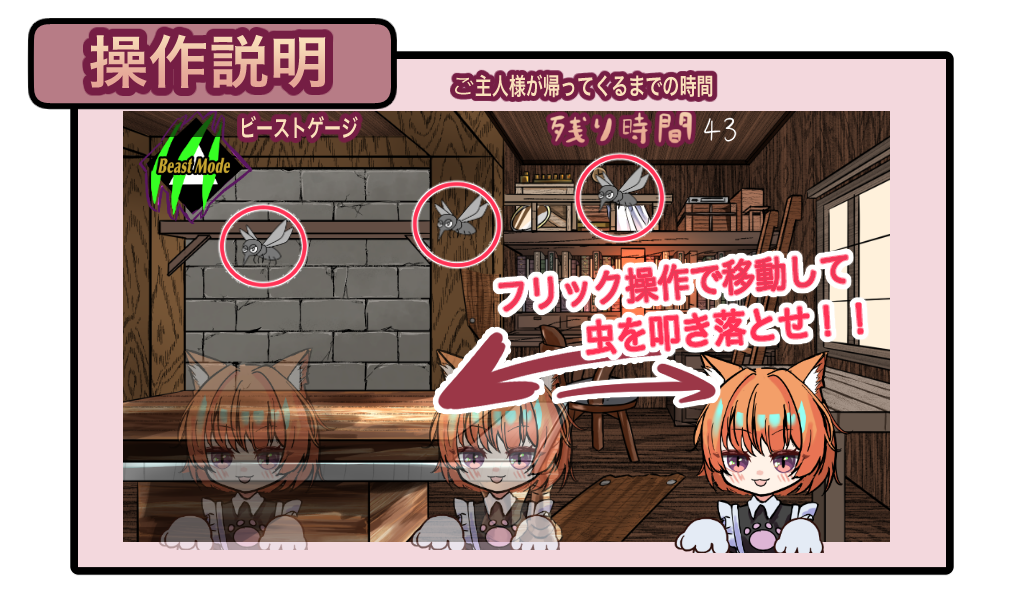 操作説明
ご主人様が帰ってくるまでの時間
ビーストゲージ
残り時間 43
Beast Mode
フリック操作で移動して
虫を叩き落とせ！！